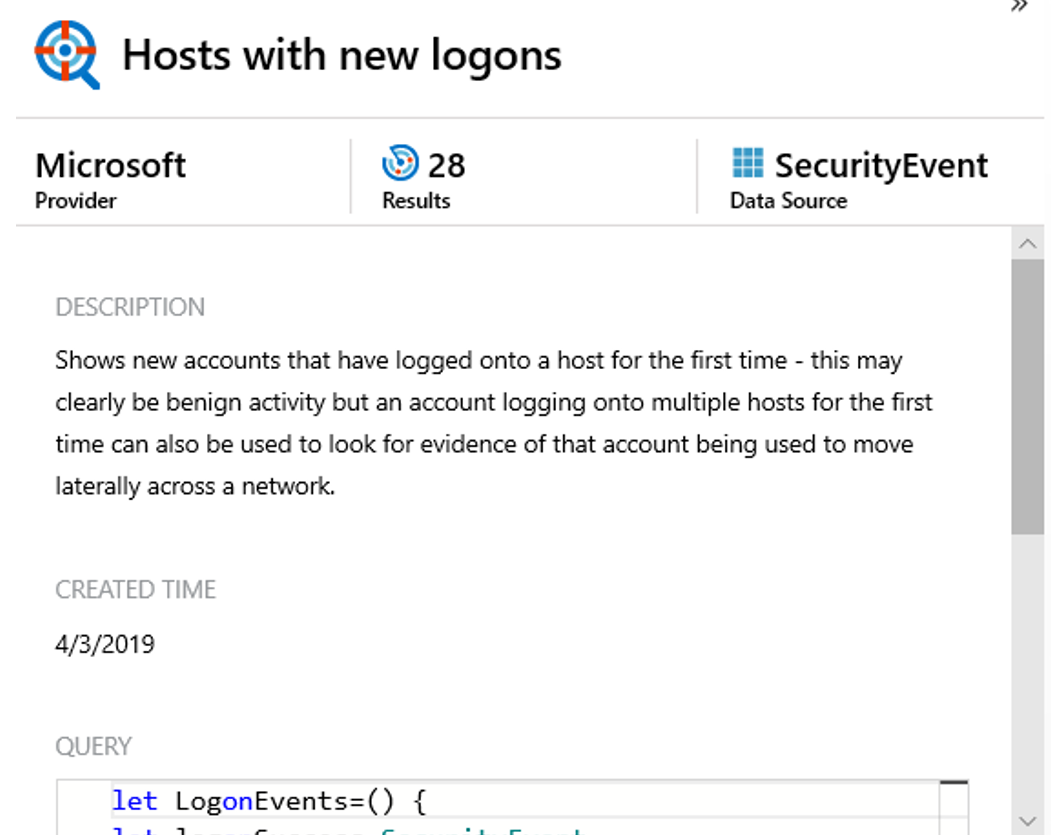 Hosts with new logons
Microsoft
Provider
28
Results
SecurityEvent
Data Source
DESCRIPTION
Shows new accounts that have logged onto a host for the first time - this may
clearly be benign activity but an account logging onto multiple hosts for the first
time can also be used to look for evidence of that account being used to move
laterally across a network.
CREATED TIME
4/3/2019
QUERY
let LogonEvents=() {